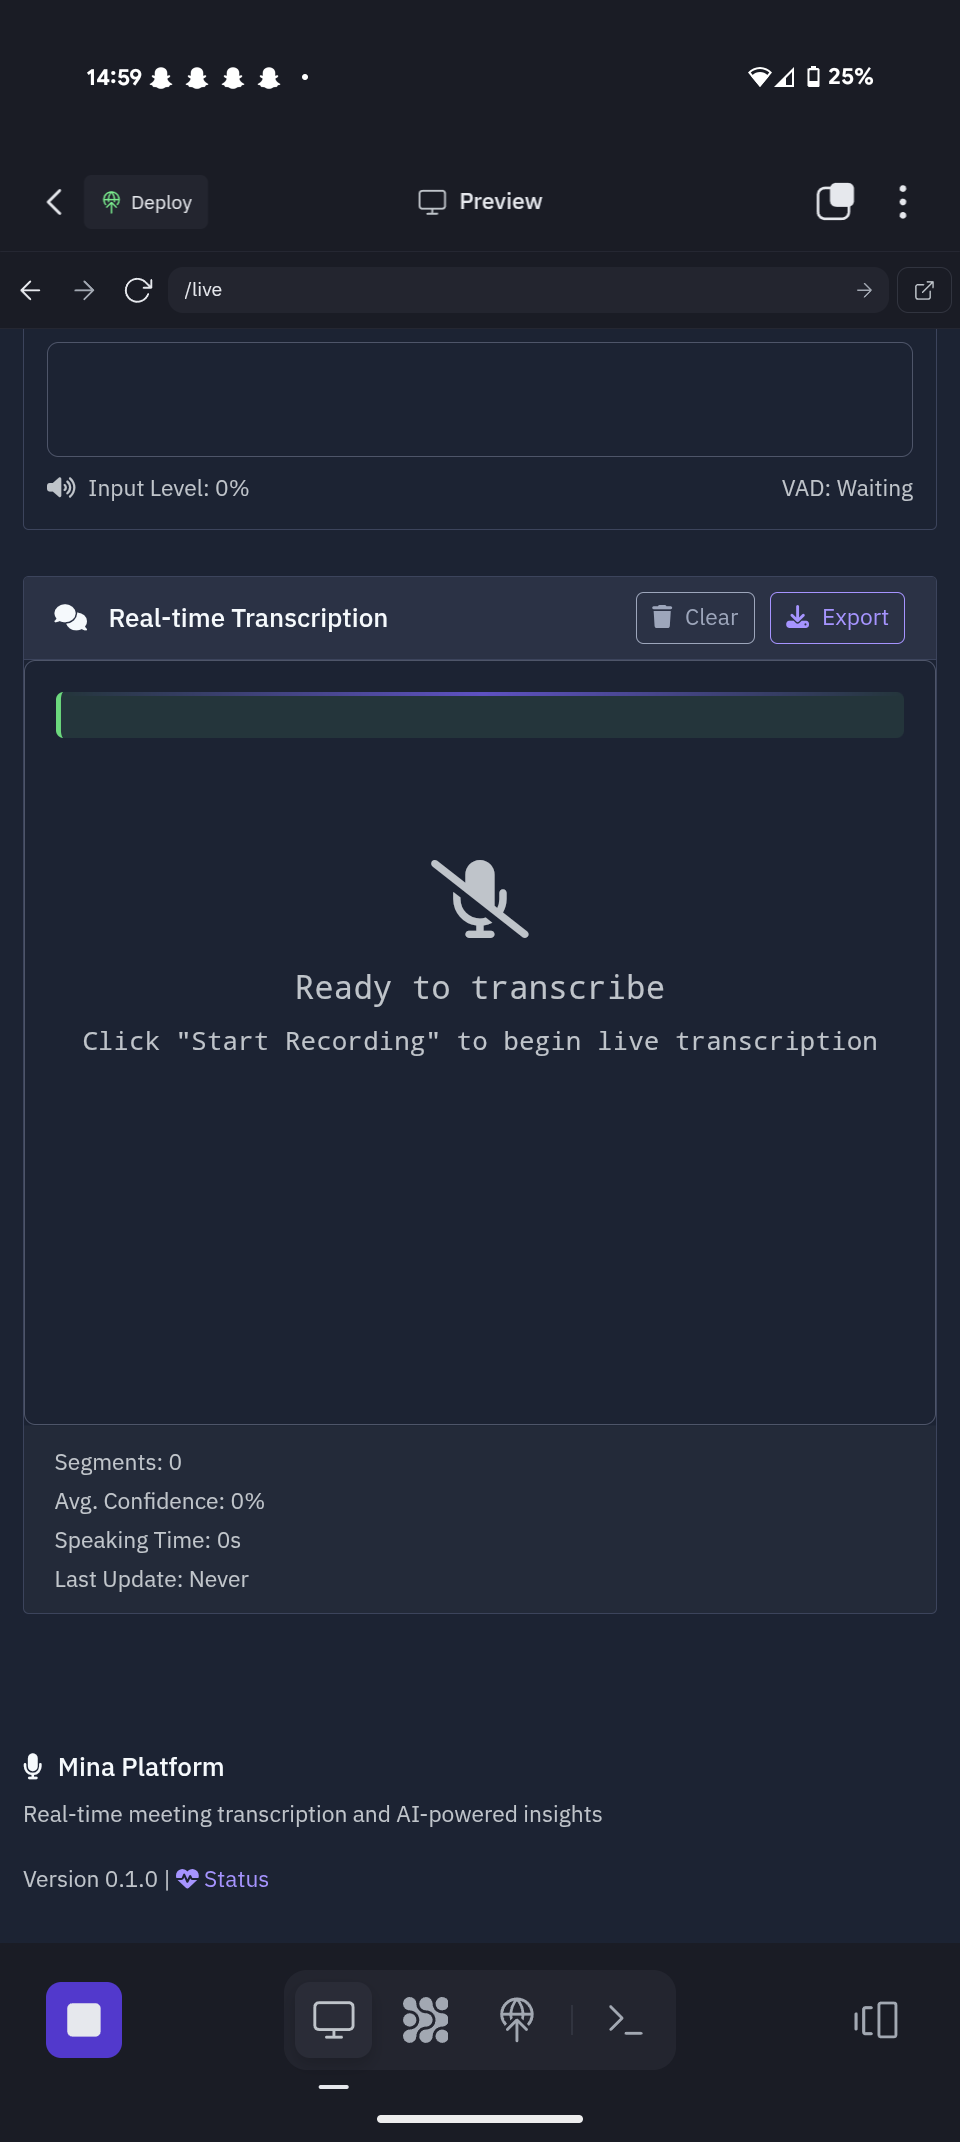 14:59
25%
Deploy
Preview
/live
Input Level: 0%
VAD: Waiting
Real-time Transcription
Clear
Export
Ready to transcribe
Click "Start Recording" to begin live transcription
Segments: 0
Avg. Confidence: 0%
Speaking Time: 0s
Last Update: Never
Mina Platform
Real-time meeting transcription and AI-powered insights
Version 0.1.0 | Status